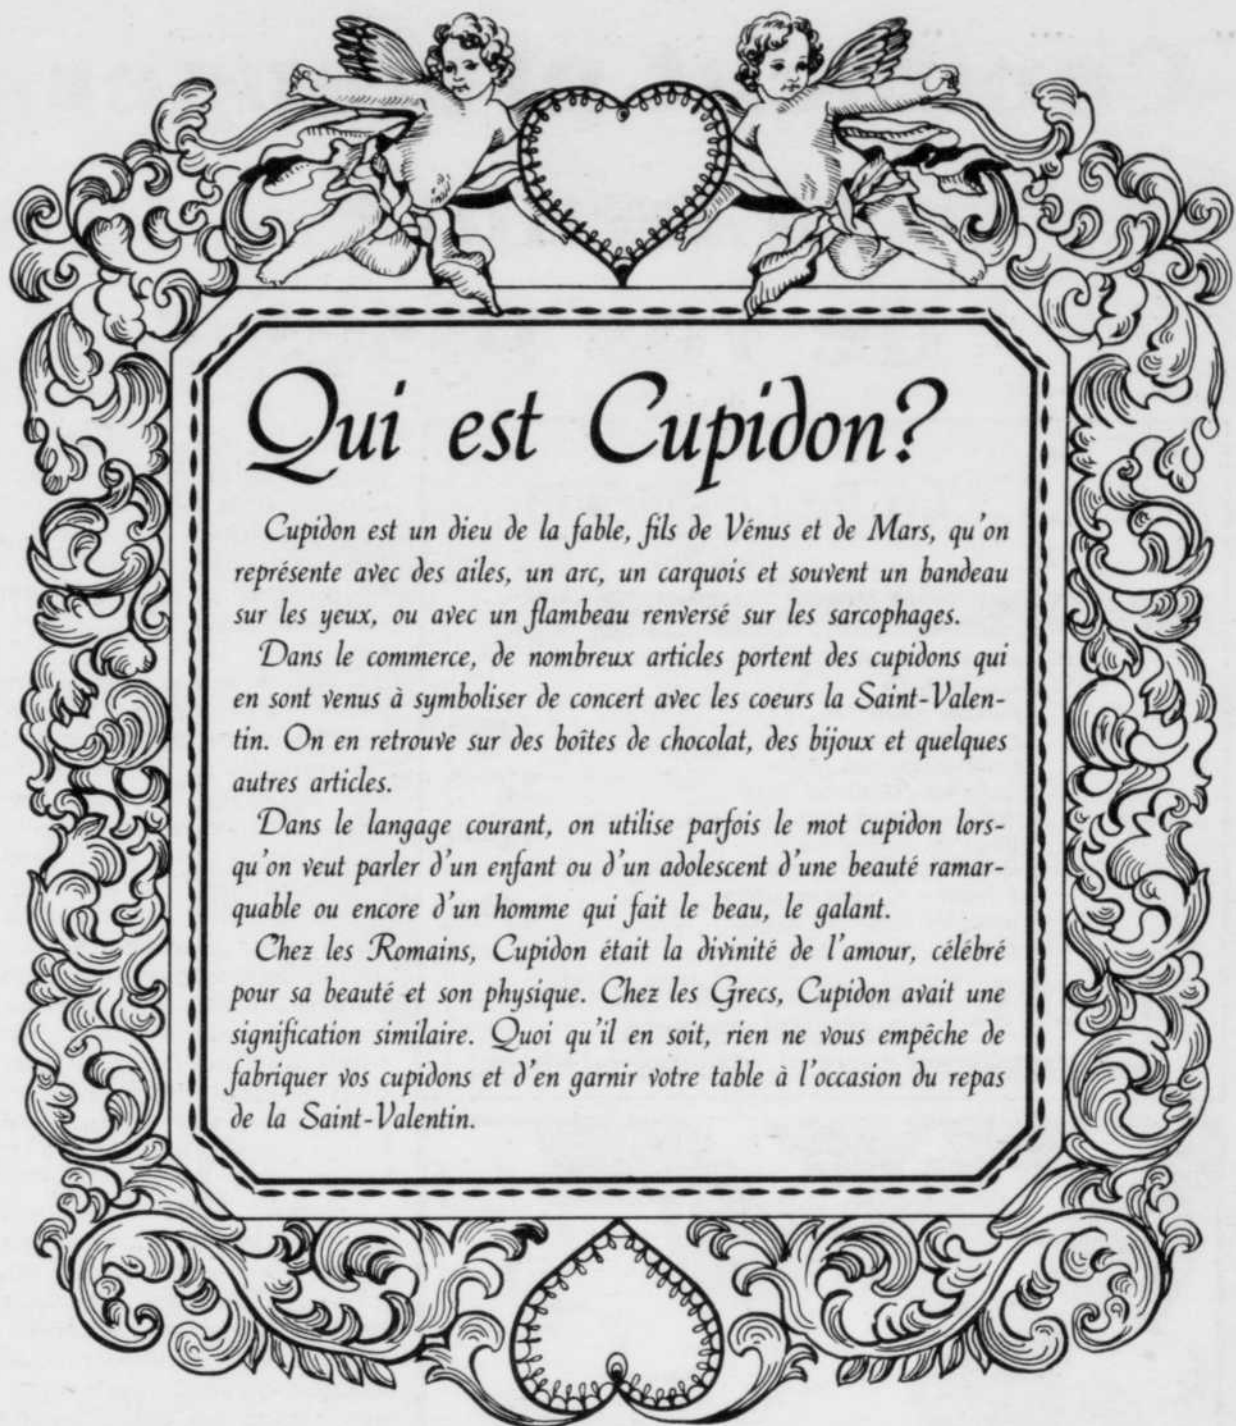 Qui est Cupidon?
Cupidon est un dieu de la fable, fils de Vénus et de Mars, qu'on
représente avec des ailes, un arc, un carquois et souvent un bandeau
sur les yeux, ou avec un flambeau renversé sur les sarcophages.
Dans le commerce, de nombreux articles portent des cupidons qui
en sont venus à symboliser de concert avec les coeurs la Saint-Valen-
tin. On en retrouve sur des boîtes de chocolat, des bijoux et quelques
autres articles.
Dans le langage courant, on utilise parfois le mot cupidon lors-
qu'on veut parler d'un enfant ou d'un adolescent d'une beauté ramar-
quable ou encore d'un homme qui fait le beau, le galant.
Chez les Romains, Cupidon était la divinité de l'amour, célébré
pour sa beauté et son physique. Chez les Grecs, Cupidon avait une
signification similaire. Quoi qu'il en soit, rien ne vous empêche de
fabriquer vos cupidons et d'en garnir votre table à l'occasion du repas
de la Saint-Valentin.